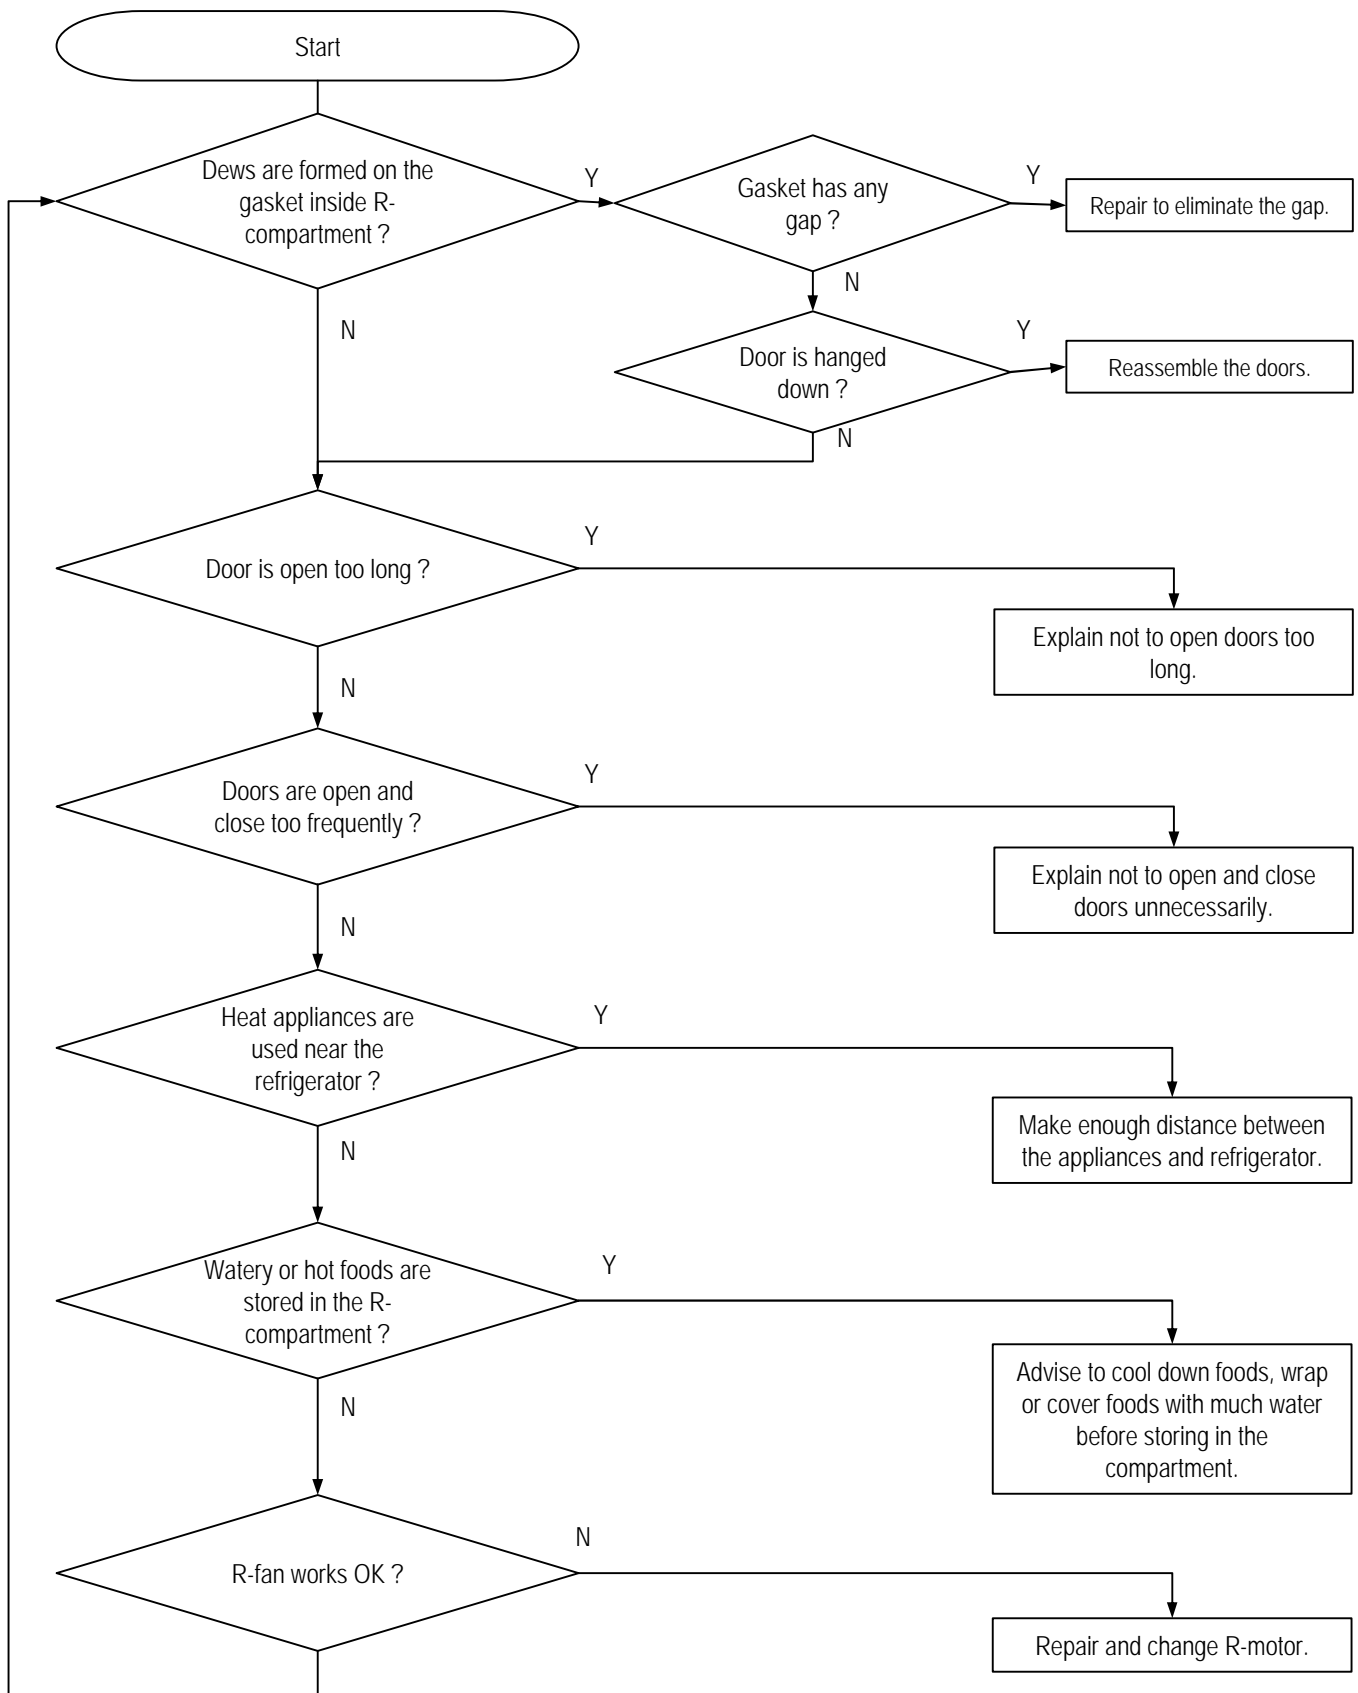 Start
Dews are formed on the
gasket inside R-
compartment ?
Y
Gasket has any
gap ?
Y
Repair to eliminate the gap.
N
N
Door is hanged
down ?
Y
Reassemble the doors.
N
Door is open too long ?
Y
Explain not to open doors too
long.
N
Doors are open and
close too frequently ?
Y
Explain not to open and close
doors unnecessarily.
N
Heat appliances are
used near the
refrigerator ?
Y
Make enough distance between
the appliances and refrigerator.
N
Watery or hot foods are
stored in the R-
compartment ?
Y
Advise to cool down foods, wrap
or cover foods with much water
before storing in the
compartment.
N
R-fan works OK ?
N
Repair and change R-motor.